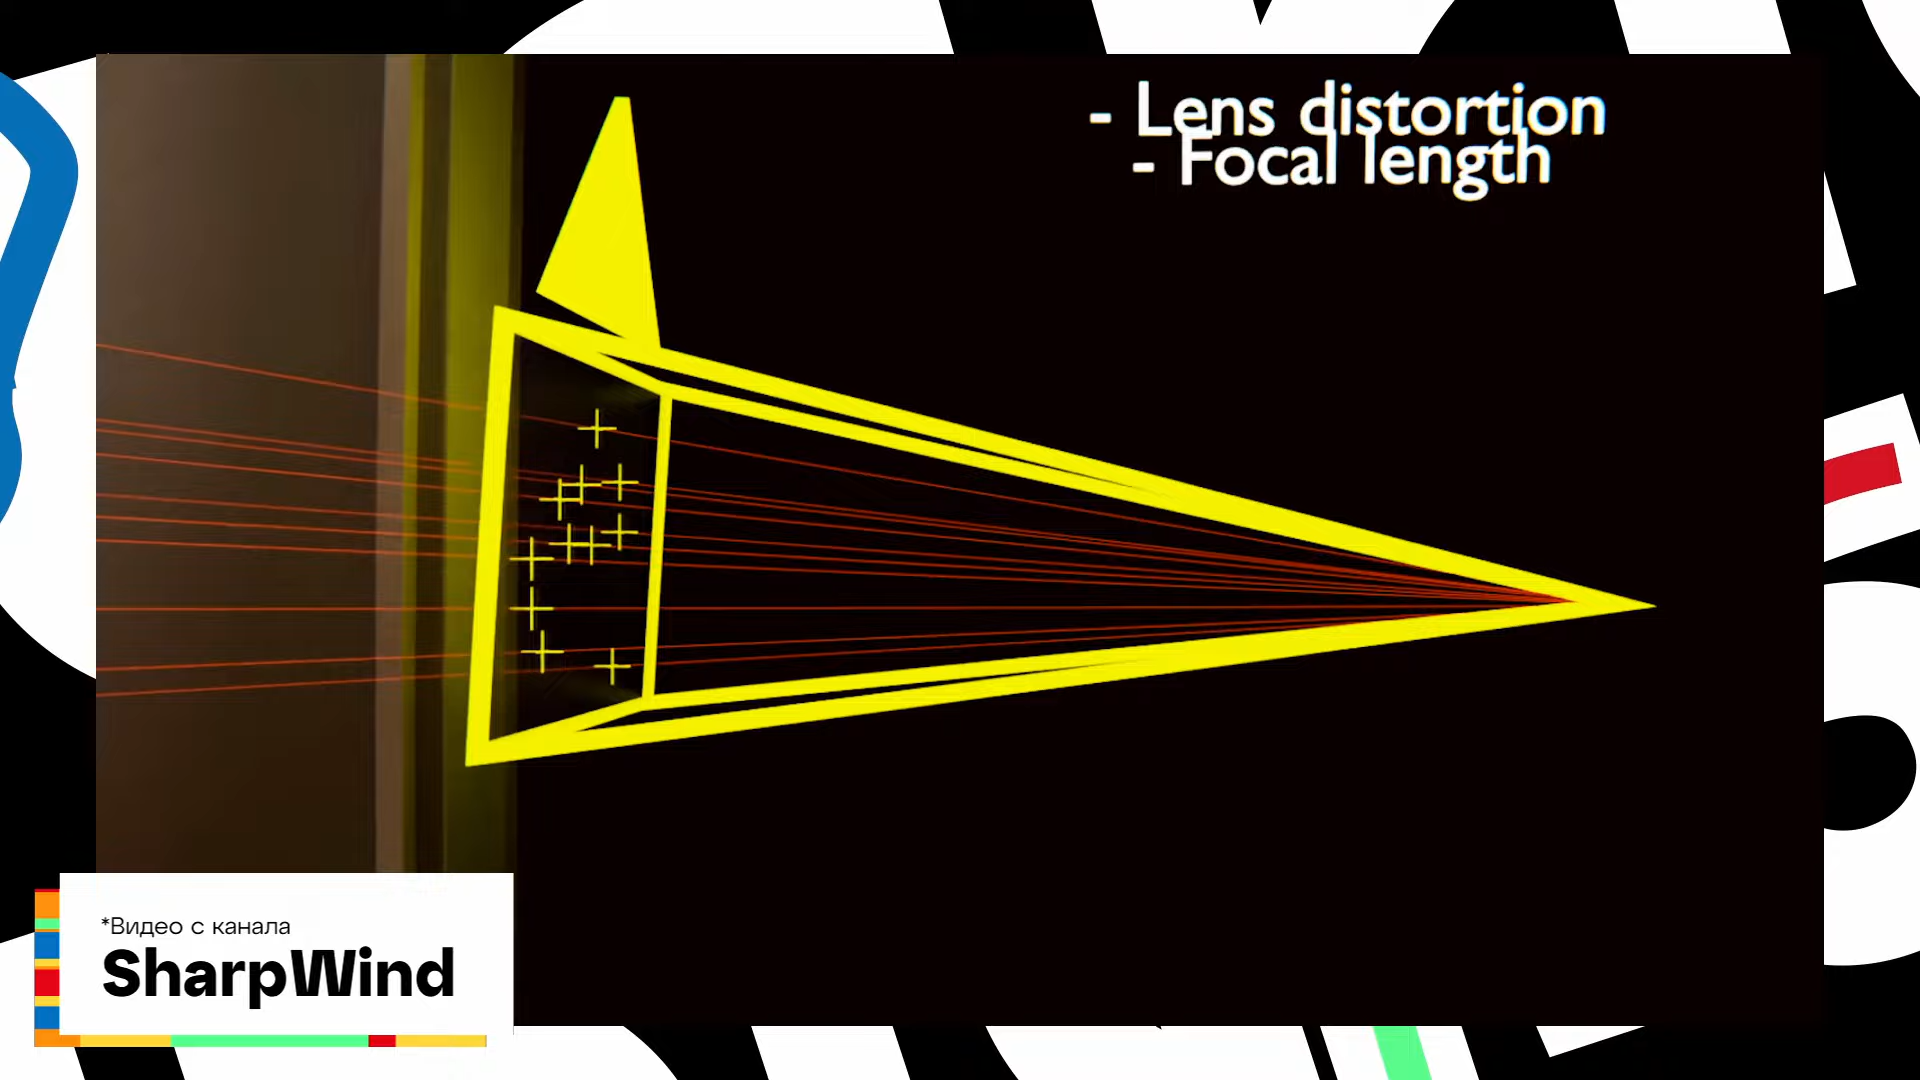 - Lens distortion
- Focal length
*Видео с канала
SharpWind